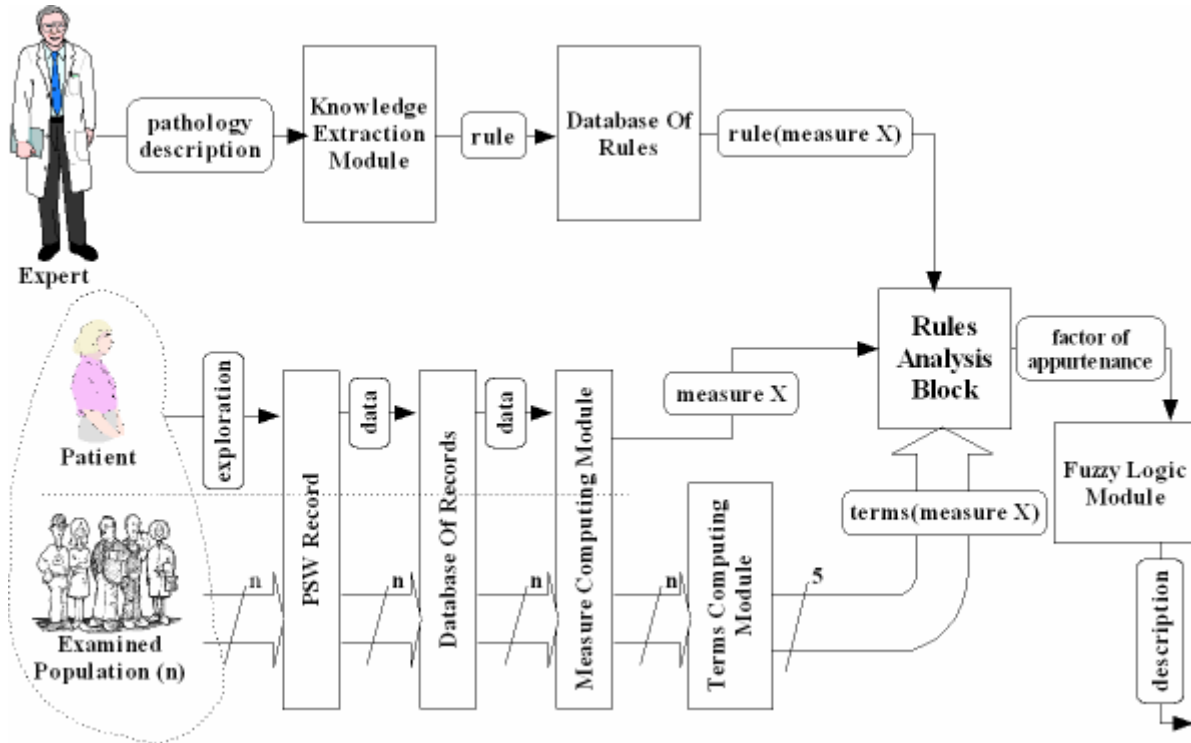 Expert
pathology
description
Knowledge
Extraction
Module
rule
Database Of
Rules
rule(measure X)
Patient
exploration
PSW Record
data
Database Of Records
data
Measure Computing Module
measure X
Rules
Analysis
Block
factor of
appurtenance
Fuzzy Logic
Module
description
Examined
Population (n)
n
n
n
n
Terms Computing
Module
5
terms(measure X)